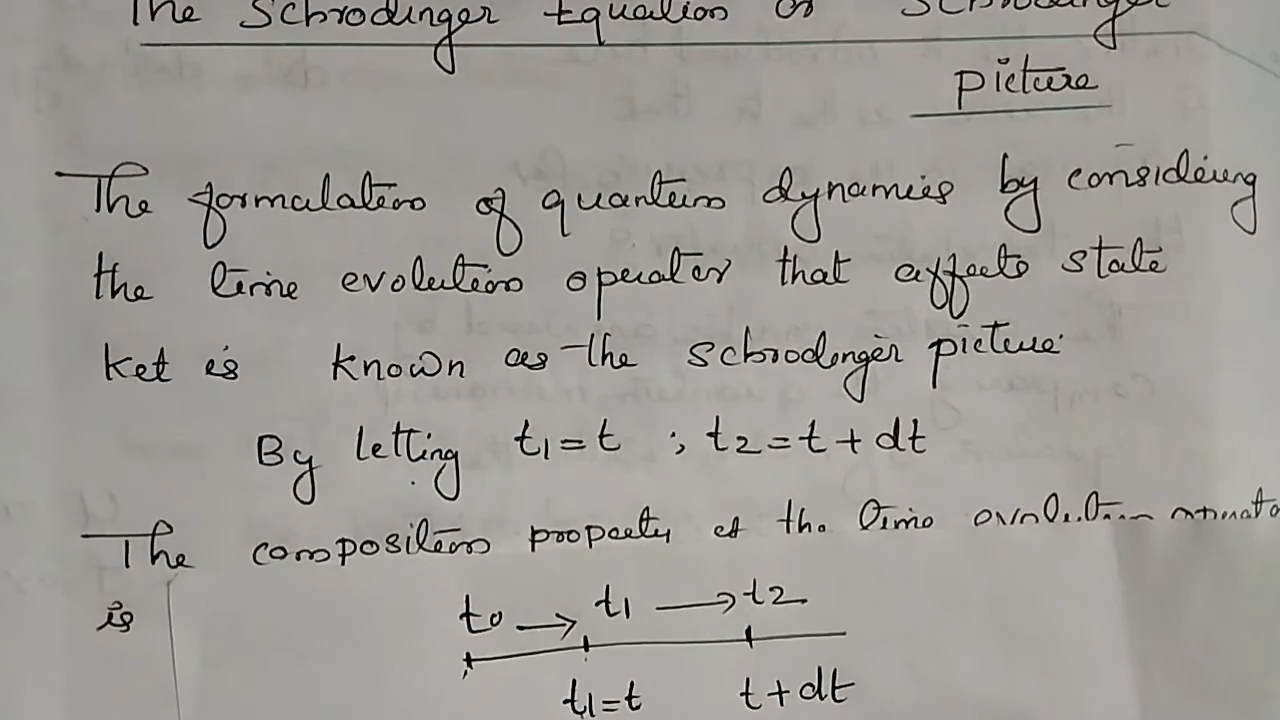 The Schrodinger Equation or Schrodinger
picture
The formulation of quantum dynamics by considering
the time evolution operator that affects state
ket is known as the Schrodinger picture.
By letting t1 = t ; t2 = t + dt
The composition property of the time evolution operator
is
t0 → t1 → t2
t1 = t t + dt